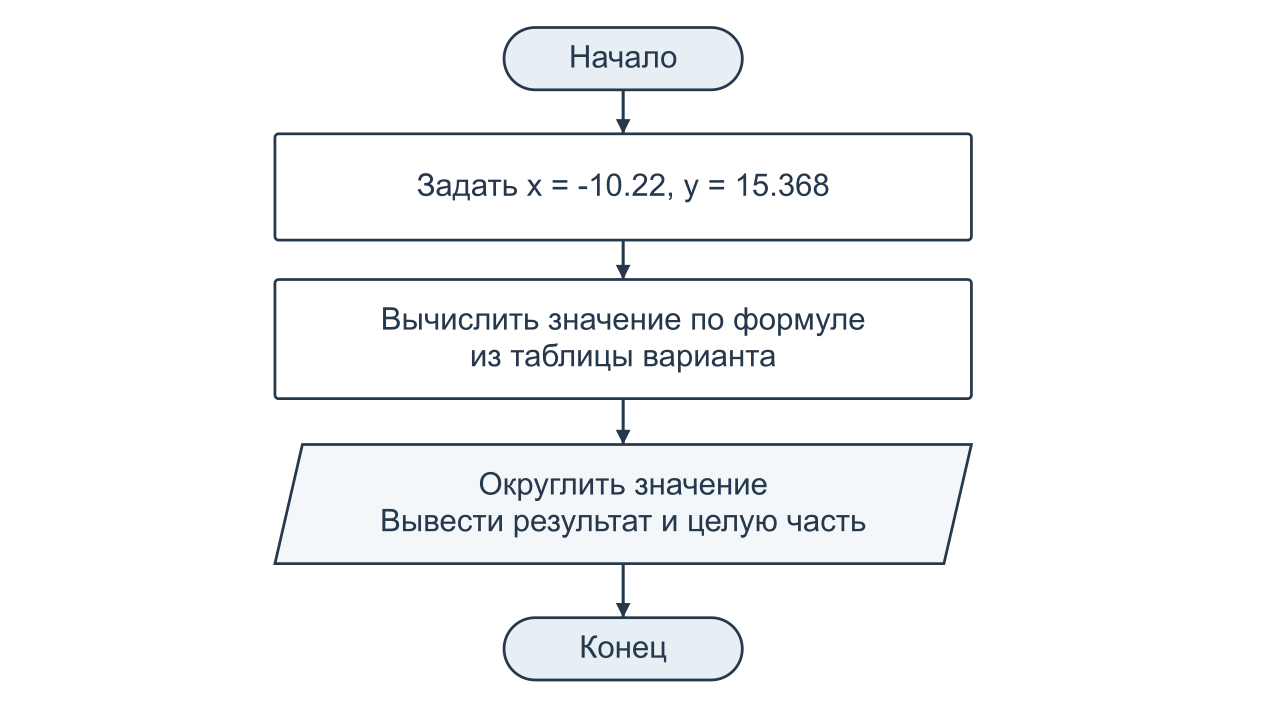 Начало
Задать x = -10.22, y = 15.368
Вычислить значение по формуле
из таблицы варианта
Округлить значение
Вывести результат и целую часть
Конец